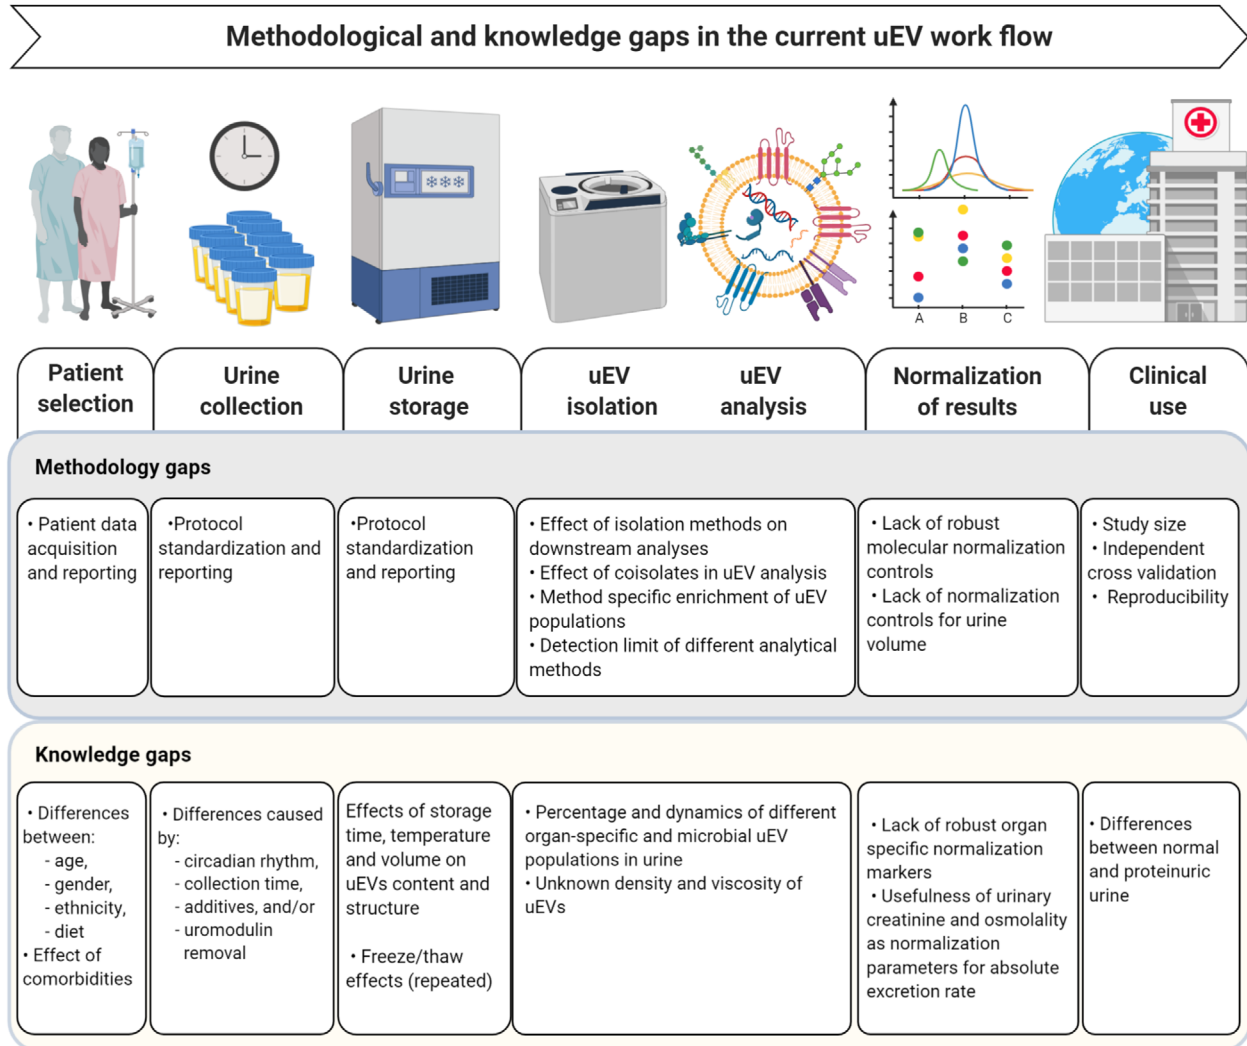 Methodological and knowledge gaps in the current uEV work flow
A
B
C
Patient
selection
Urine
collection
Urine
storage
uEV
isolation
uEV
analysis
Normalization
of results
Clinical
use
Methodology gaps
• Patient data
acquisition
and reporting
•Protocol
standardization and
reporting
•Protocol
standardization
and reporting
• Effect of isolation methods on
downstream analyses
• Effect of coisolates in uEV analysis
• Method specific enrichment of uEV
populations
• Detection limit of different analytical
methods
• Lack of robust
molecular normalization
controls
• Lack of normalization
controls for urine
volume
• Study size
• Independent
cross validation
• Reproducibility
Knowledge gaps
• Differences
between:
- age,
- gender,
- ethnicity,
- diet
• Effect of
comorbidities
• Differences caused
by:
- circadian rhythm,
- collection time,
- additives, and/or
- uromodulin
removal
Effects of storage
time, temperature
and volume on
uEVs content and
structure
• Freeze/thaw
effects (repeated)
• Percentage and dynamics of different
organ-specific and microbial uEV
populations in urine
• Unknown density and viscosity of
uEVs
• Lack of robust organ
specific normalization
markers
• Usefulness of urinary
creatinine and osmolality
as normalization
parameters for absolute
excretion rate
• Differences
between normal
and proteinuric
urine